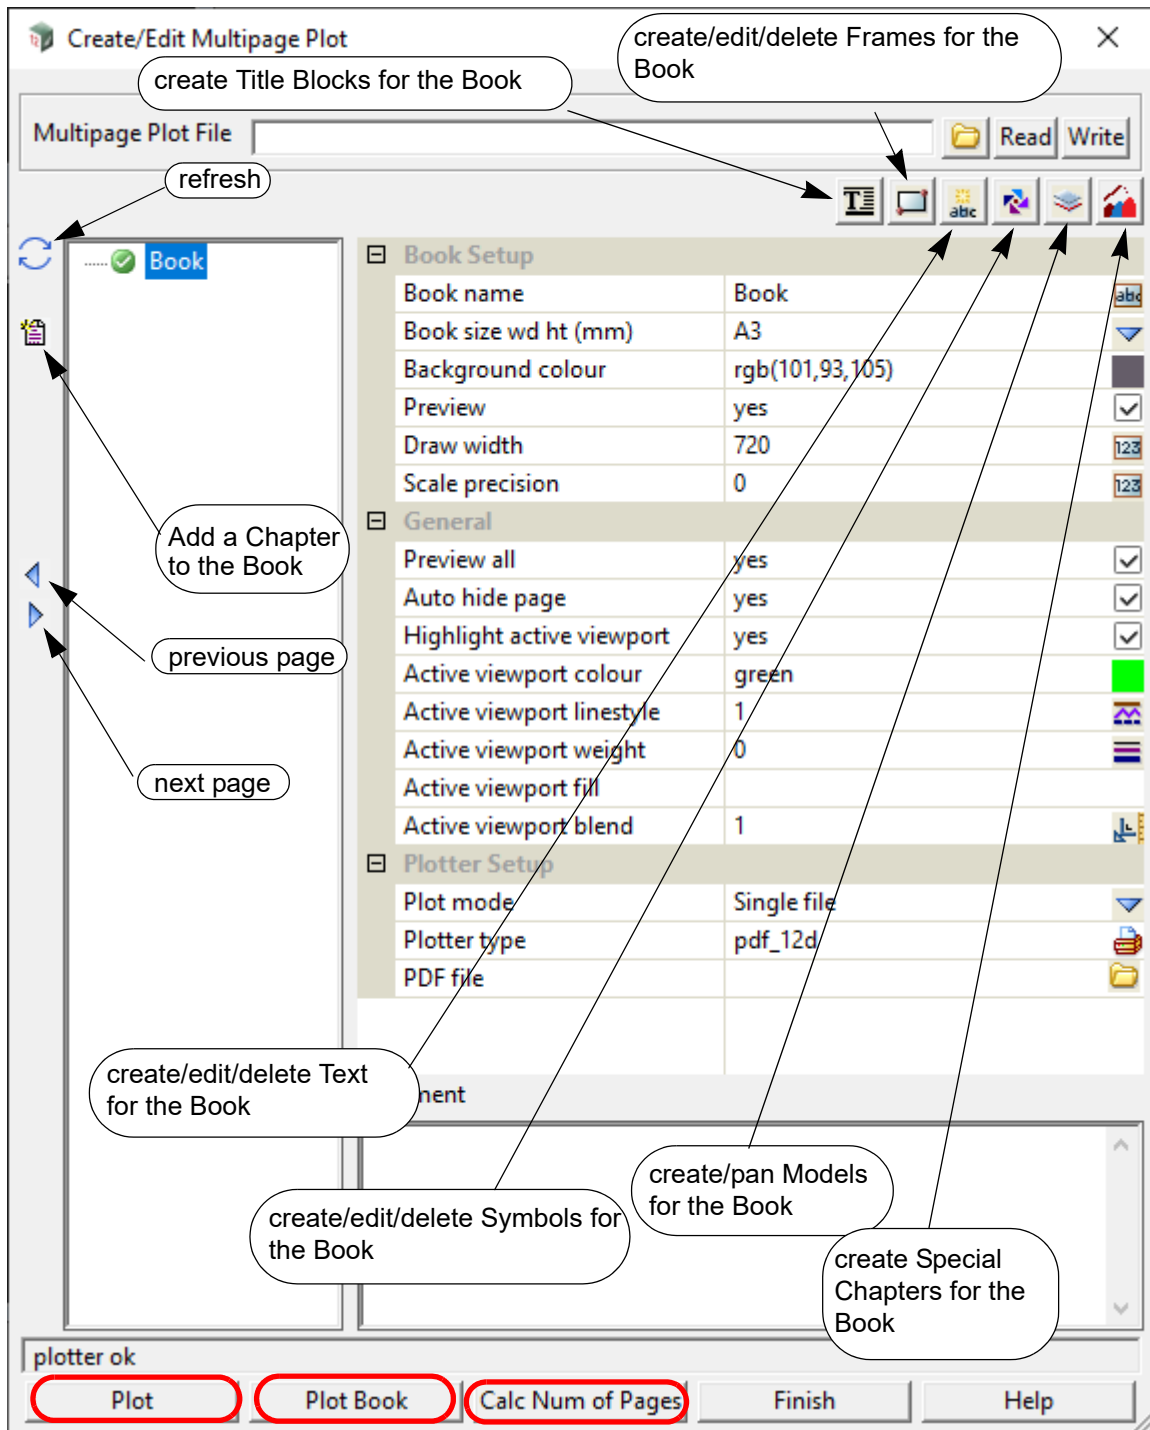 Create/Edit Multipage Plot
create/edit/delete Frames for the
Book
create Title Blocks for the Book
Multipage Plot File
Read
Write
refresh
T
abc
Book
Book Setup
Book name Book abc
Book size wd ht (mm) A3
Background colour rgb(101,93,105)
Preview yes
Draw width 720 123
Scale precision 0 123
General
Preview all yes
Auto hide page yes
Highlight active viewport yes
Active viewport colour green
Active viewport linestyle 1
Active viewport weight 0
Active viewport fill
Active viewport blend 1
Plotter Setup
Plot mode Single file
Plotter type pdf_12d
PDF file
Add a Chapter
to the Book
previous page
next page
create/edit/delete Text
for the Book
ment
create/pan Models
for the Book
create/edit/delete Symbols for
the Book
create Special
Chapters for the
Book
plotter ok
Plot
Plot Book
Calc Num of Pages
Finish
Help